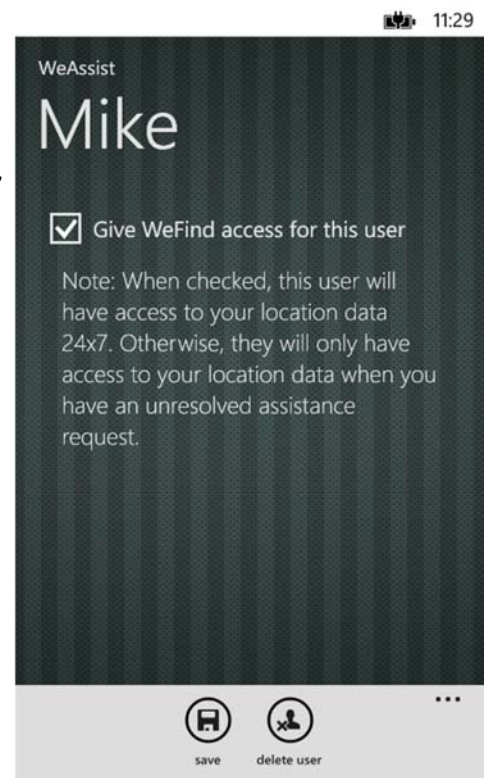 11:29
WeAssist
Mike
Give WeFind access for this user
Note: When checked, this user will
have access to your location data
24x7. Otherwise, they will only have
access to your location data when you
have an unresolved assistance
request.
...
save delete user